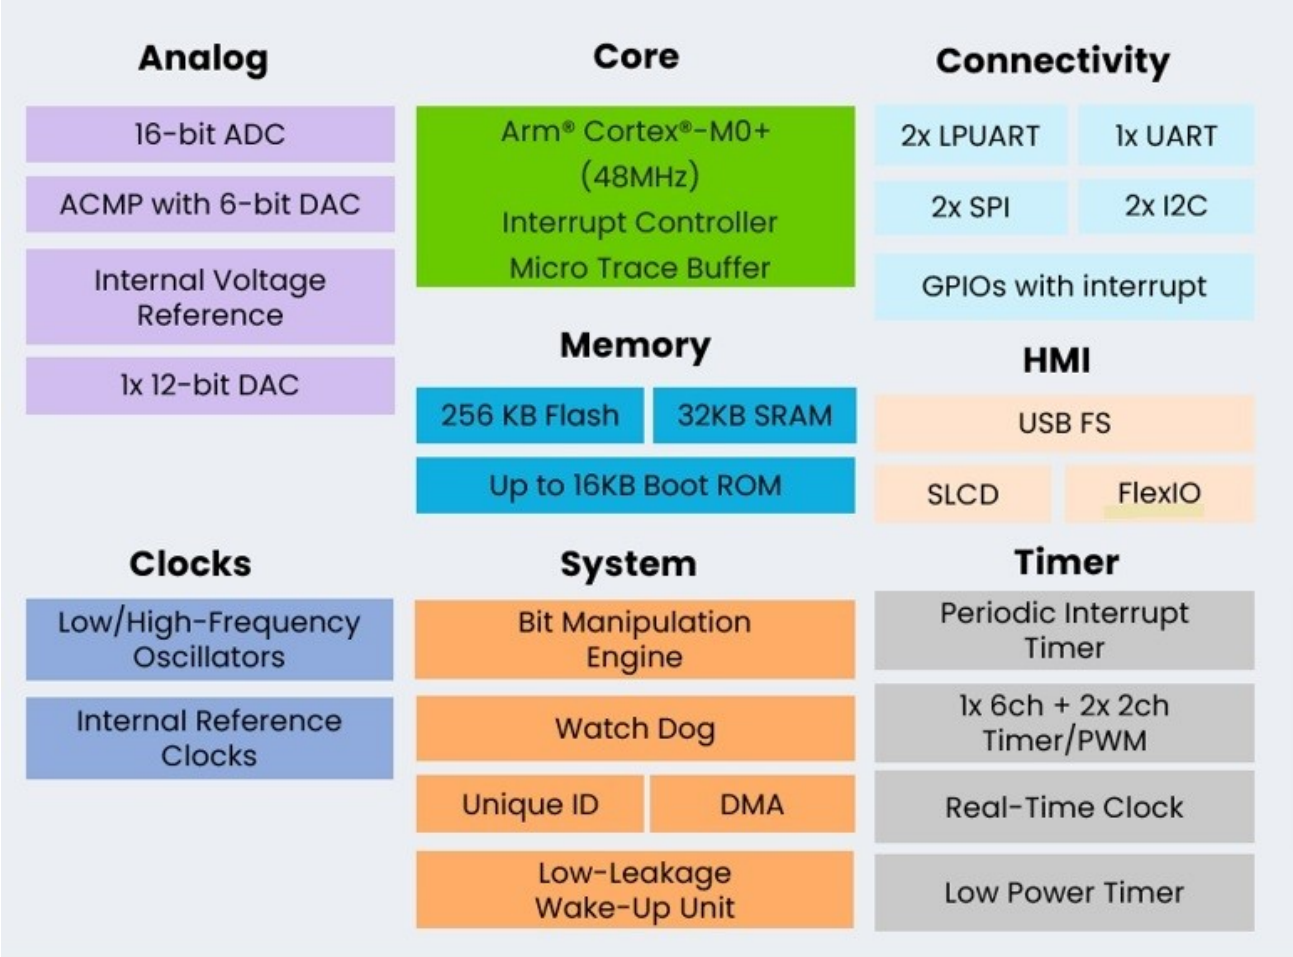 Analog
16-bit ADC
ACMP with 6-bit DAC
Internal Voltage
Reference
1x 12-bit DAC
Core
Arm® Cortex®-M0+
(48MHz)
Interrupt Controller
Micro Trace Buffer
Memory
256 KB Flash
32KB SRAM
Up to 16KB Boot ROM
Connectivity
2x LPUART
1x UART
2x SPI
2x I2C
GPIOs with interrupt
HMI
USB FS
SLCD
FlexIO
Clocks
Low/High-Frequency
Oscillators
Internal Reference
Clocks
System
Bit Manipulation
Engine
Watch Dog
Unique ID
DMA
Low-Leakage
Wake-Up Unit
Timer
Periodic Interrupt
Timer
1x 6ch + 2x 2ch
Timer/PWM
Real-Time Clock
Low Power Timer